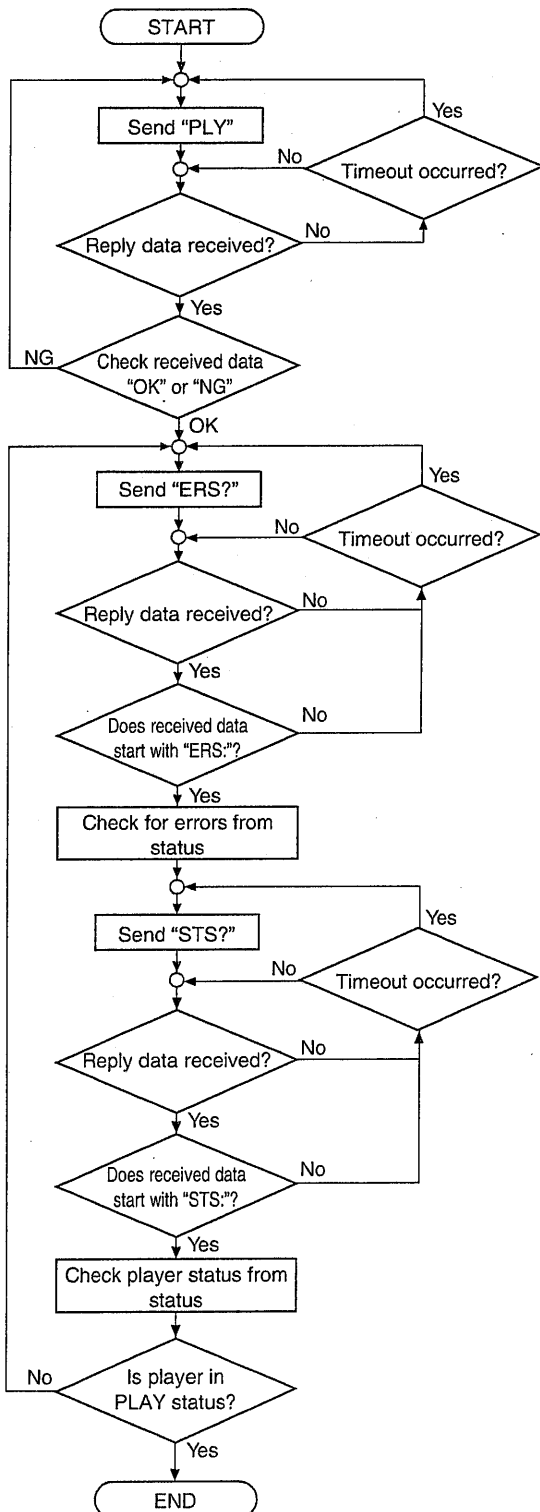 START
Yes
Send "PLY"
No
Timeout occurred?
Reply data received?
No
Yes
NG
Check received data
"OK" or "NG"
OK
Yes
Send "ERS?"
No
Timeout occurred?
Reply data received?
No
Yes
Does received data
start with "ERS:"?
No
Yes
Check for errors from
status
Yes
Send "STS?"
No
Timeout occurred?
Reply data received?
No
Yes
Does received data
start with "STS:"?
No
Yes
Check player status from
status
No
Is player in
PLAY status?
Yes
END